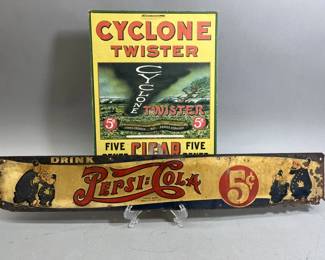 CYCLONE
TWISTER
CYCLONE
TWISTER
5¢ 5¢
FIVE CIGAR FIVE
DRINK
PEPSI:COLA 5¢